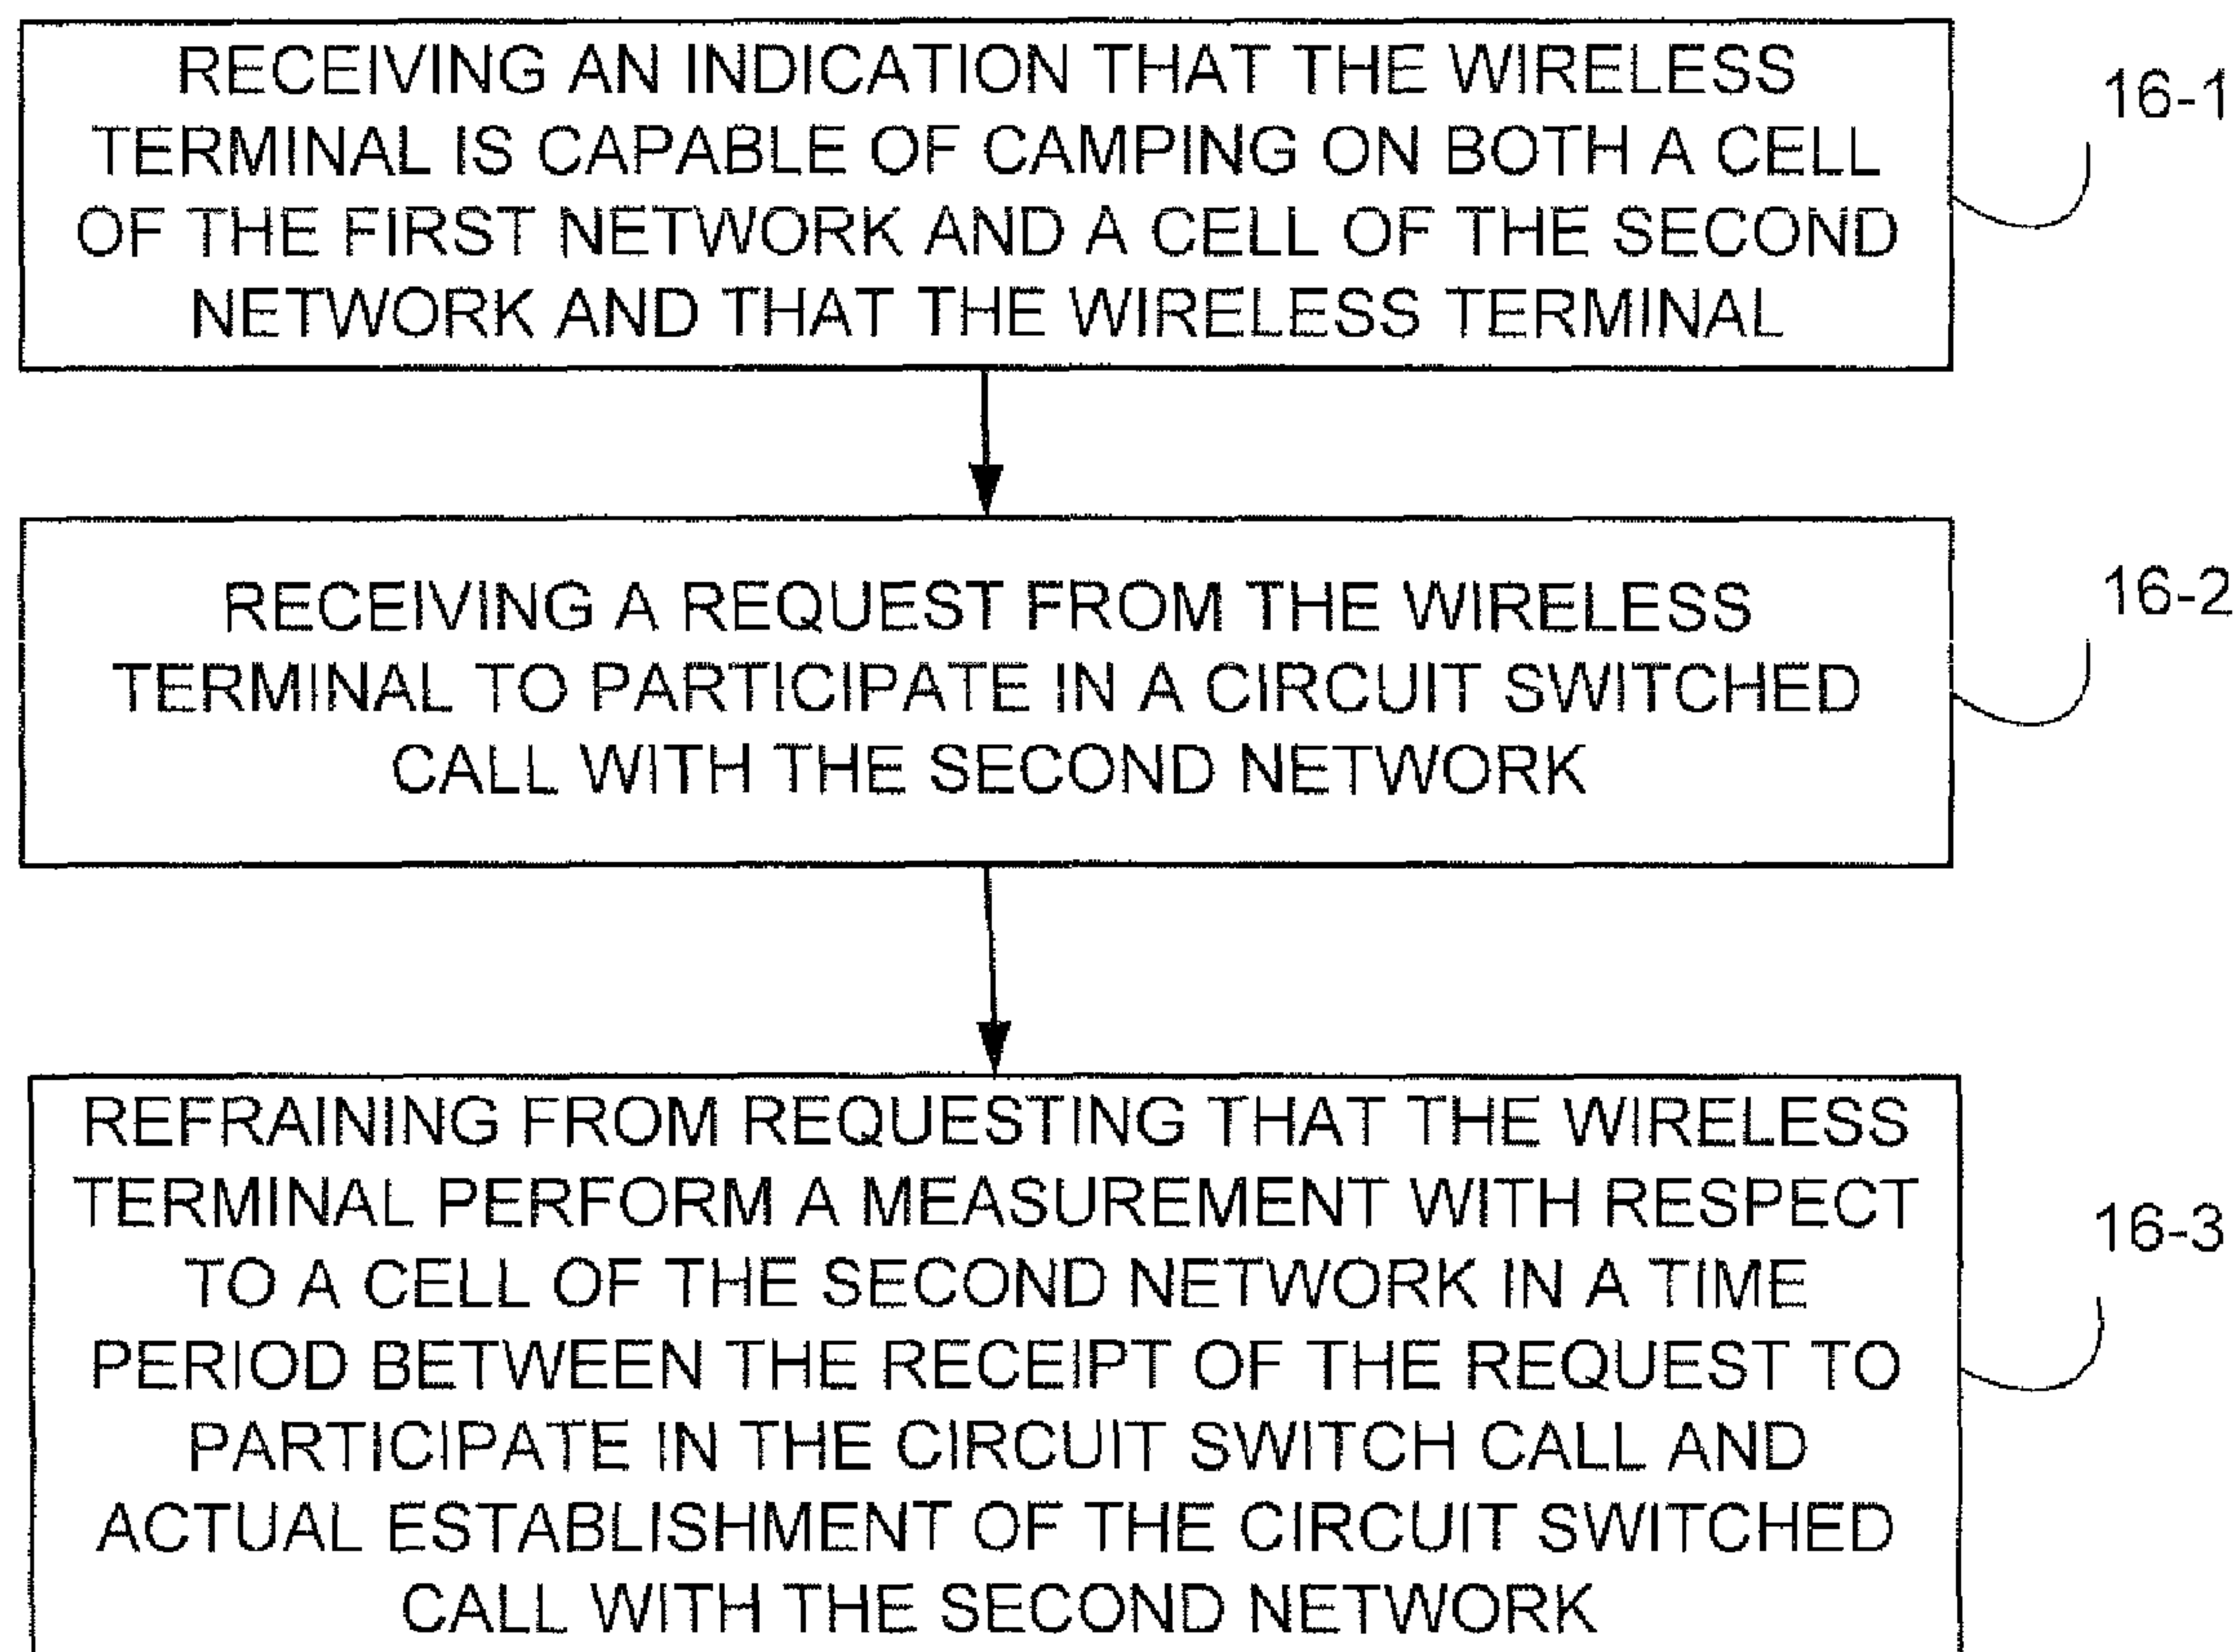 RECEIVING AN INDICATION THAT THE WIRELESS
TERMINAL IS CAPABLE OF CAMPING ON BOTH A CELL
OF THE FIRST NETWORK AND A CELL OF THE SECOND
NETWORK AND THAT THE WIRELESS TERMINAL
16-1
RECEIVING A REQUEST FROM THE WIRELESS
TERMINAL TO PARTICIPATE IN A CIRCUIT SWITCHED
CALL WITH THE SECOND NETWORK
16-2
REFRAINING FROM REQUESTING THAT THE WIRELESS
TERMINAL PERFORM A MEASUREMENT WITH RESPECT
TO A CELL OF THE SECOND NETWORK IN A TIME
PERIOD BETWEEN THE RECEIPT OF THE REQUEST TO
PARTICIPATE IN THE CIRCUIT SWITCH CALL AND
ACTUAL ESTABLISHMENT OF THE CIRCUIT SWITCHED
CALL WITH THE SECOND NETWORK
16-3